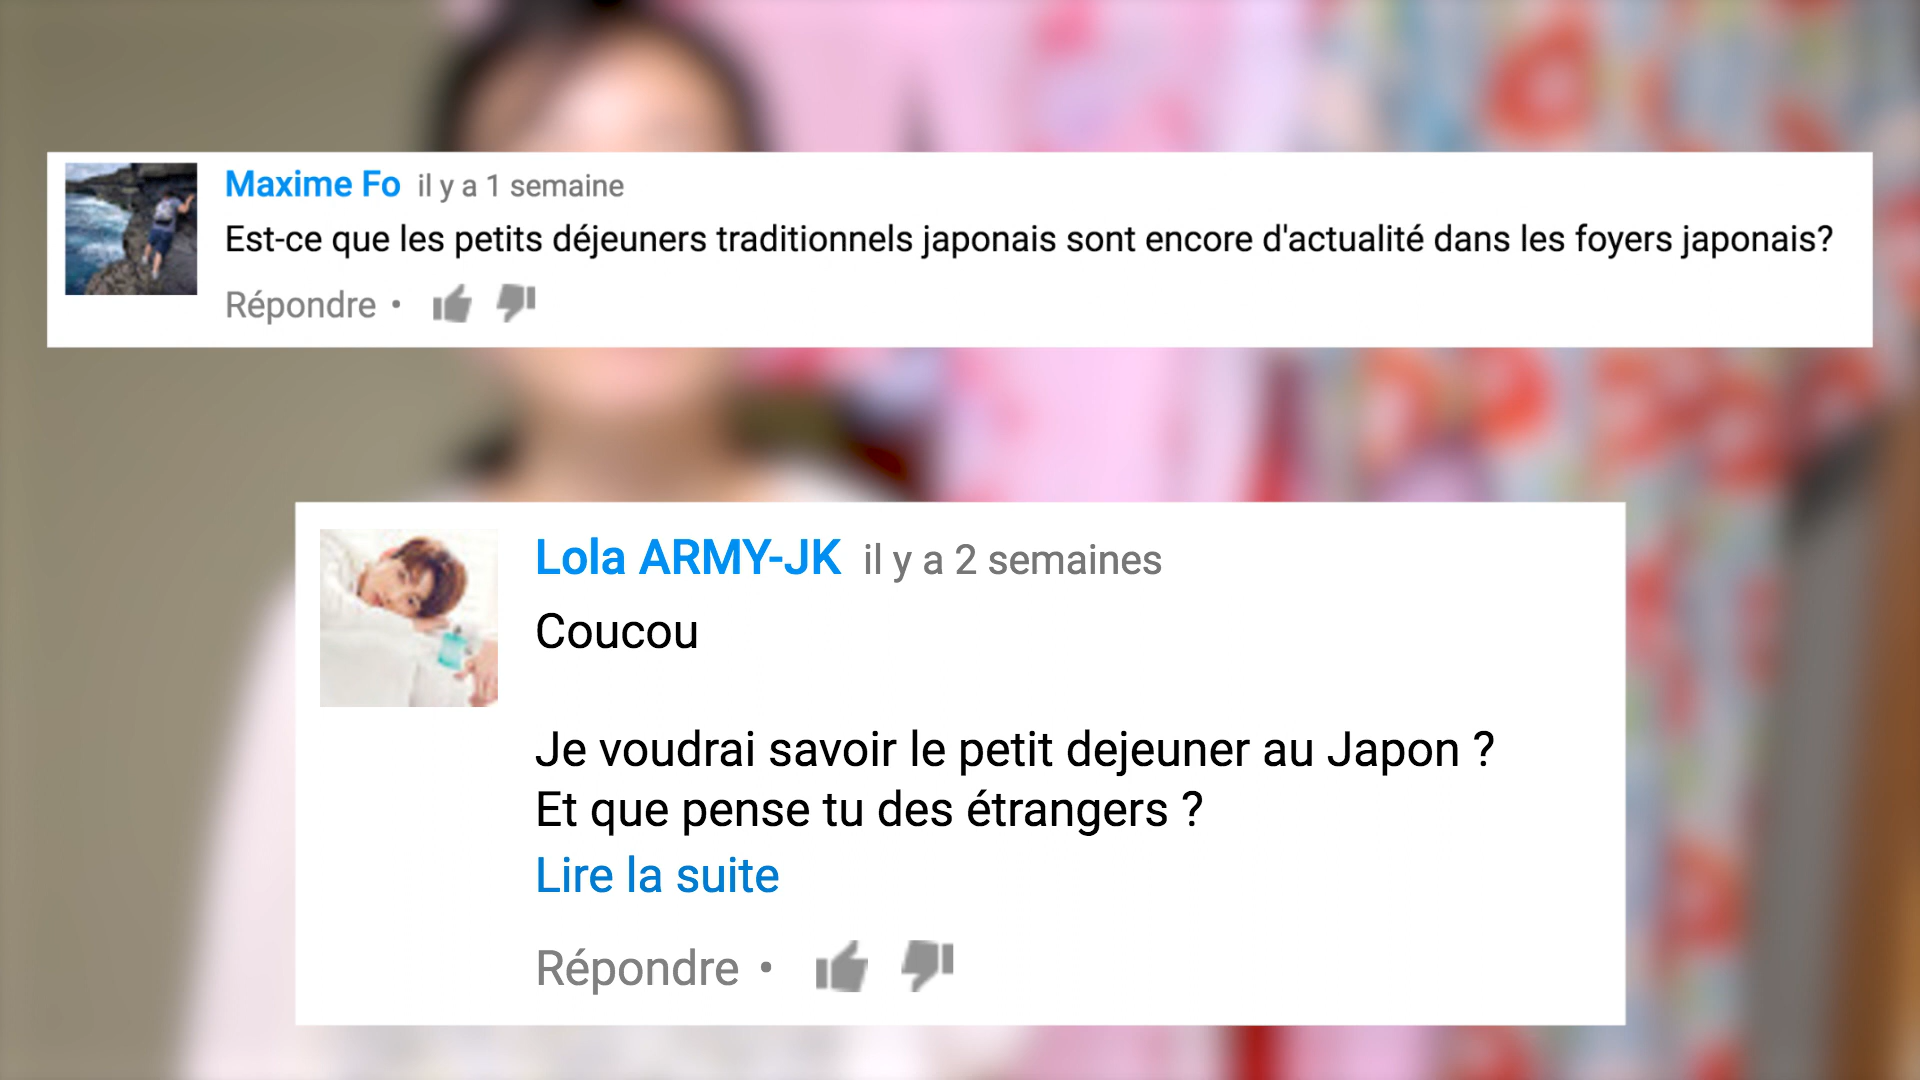 Maxime Fo il y a 1 semaine
Est-ce que les petits déjeuners traditionnels japonais sont encore d'actualité dans les foyers japonais?
Répondre •
Lola ARMY-JK il y a 2 semaines
Coucou
Je voudrai savoir le petit dejeuner au Japon ?
Et que pense tu des étrangers ?
Lire la suite
Répondre •